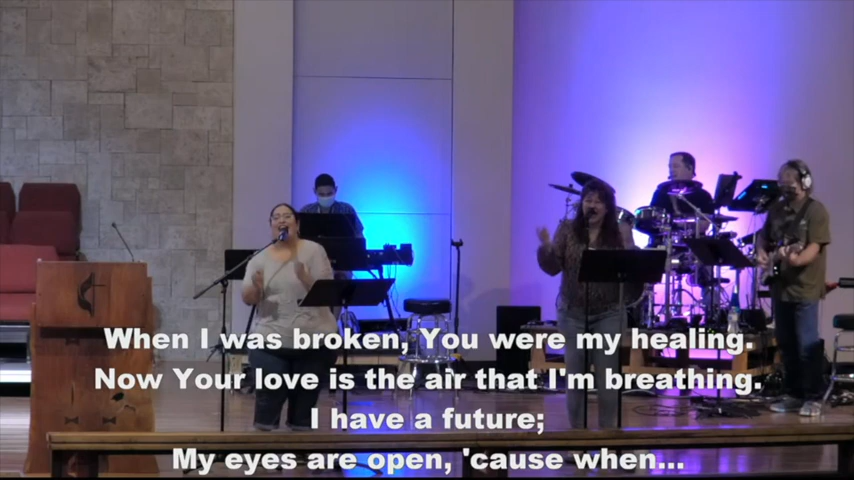 When I was broken, You were my healing.
Now Your love is the air that I'm breathing.
I have a future;
My eyes are open, 'cause when...